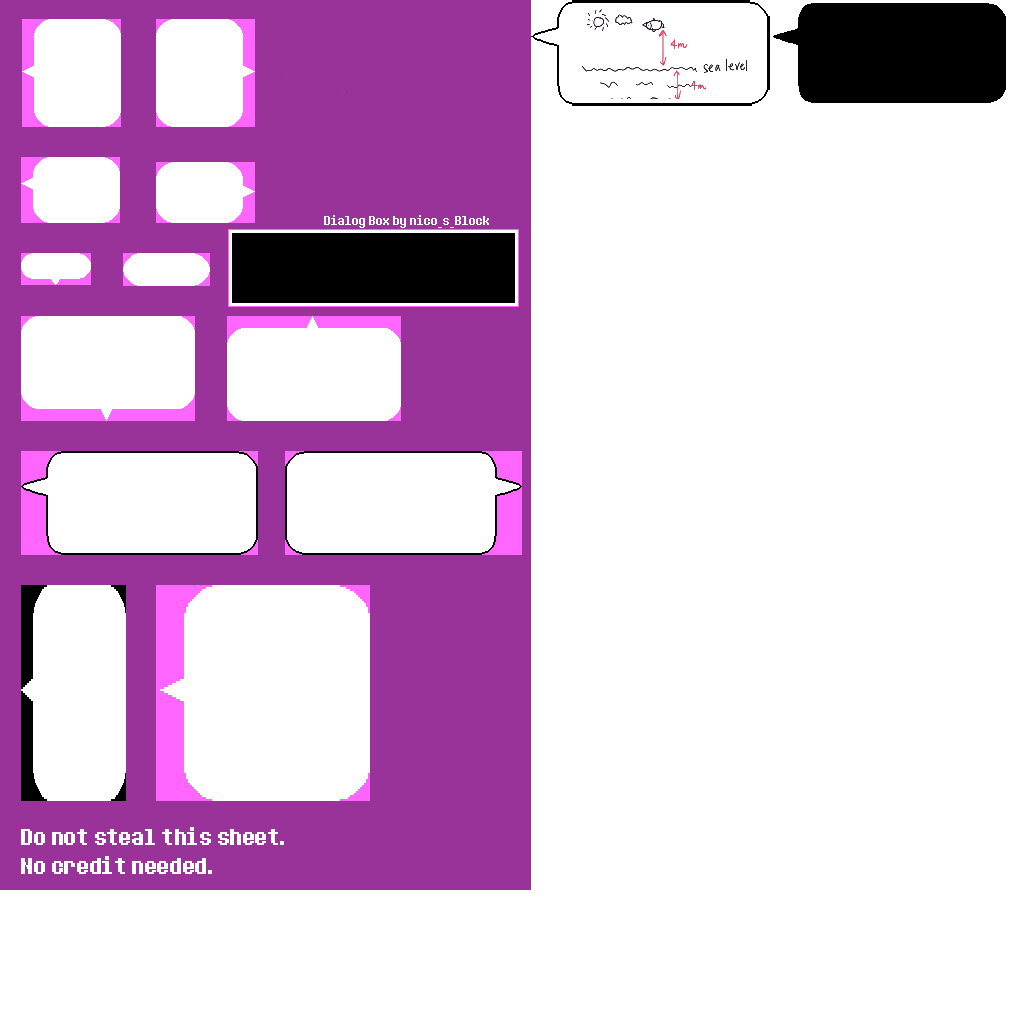 4m
sea level
4m
Dialog Box by nico_s_Block
Do not steal this sheet.
No credit needed.